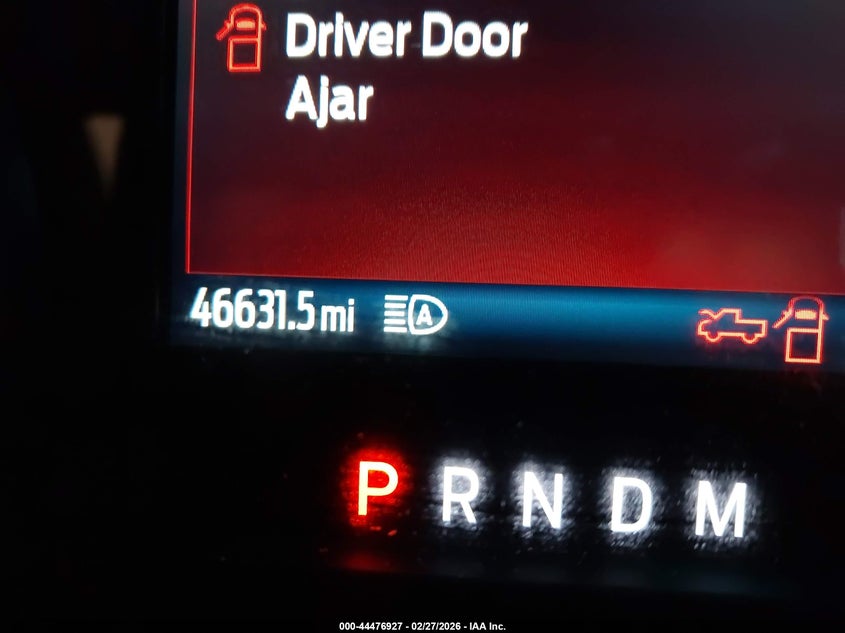 Driver Door
Ajar
46631.5 mi A
P R N D M
000-44476927 - 02/27/2026 - IAA Inc.